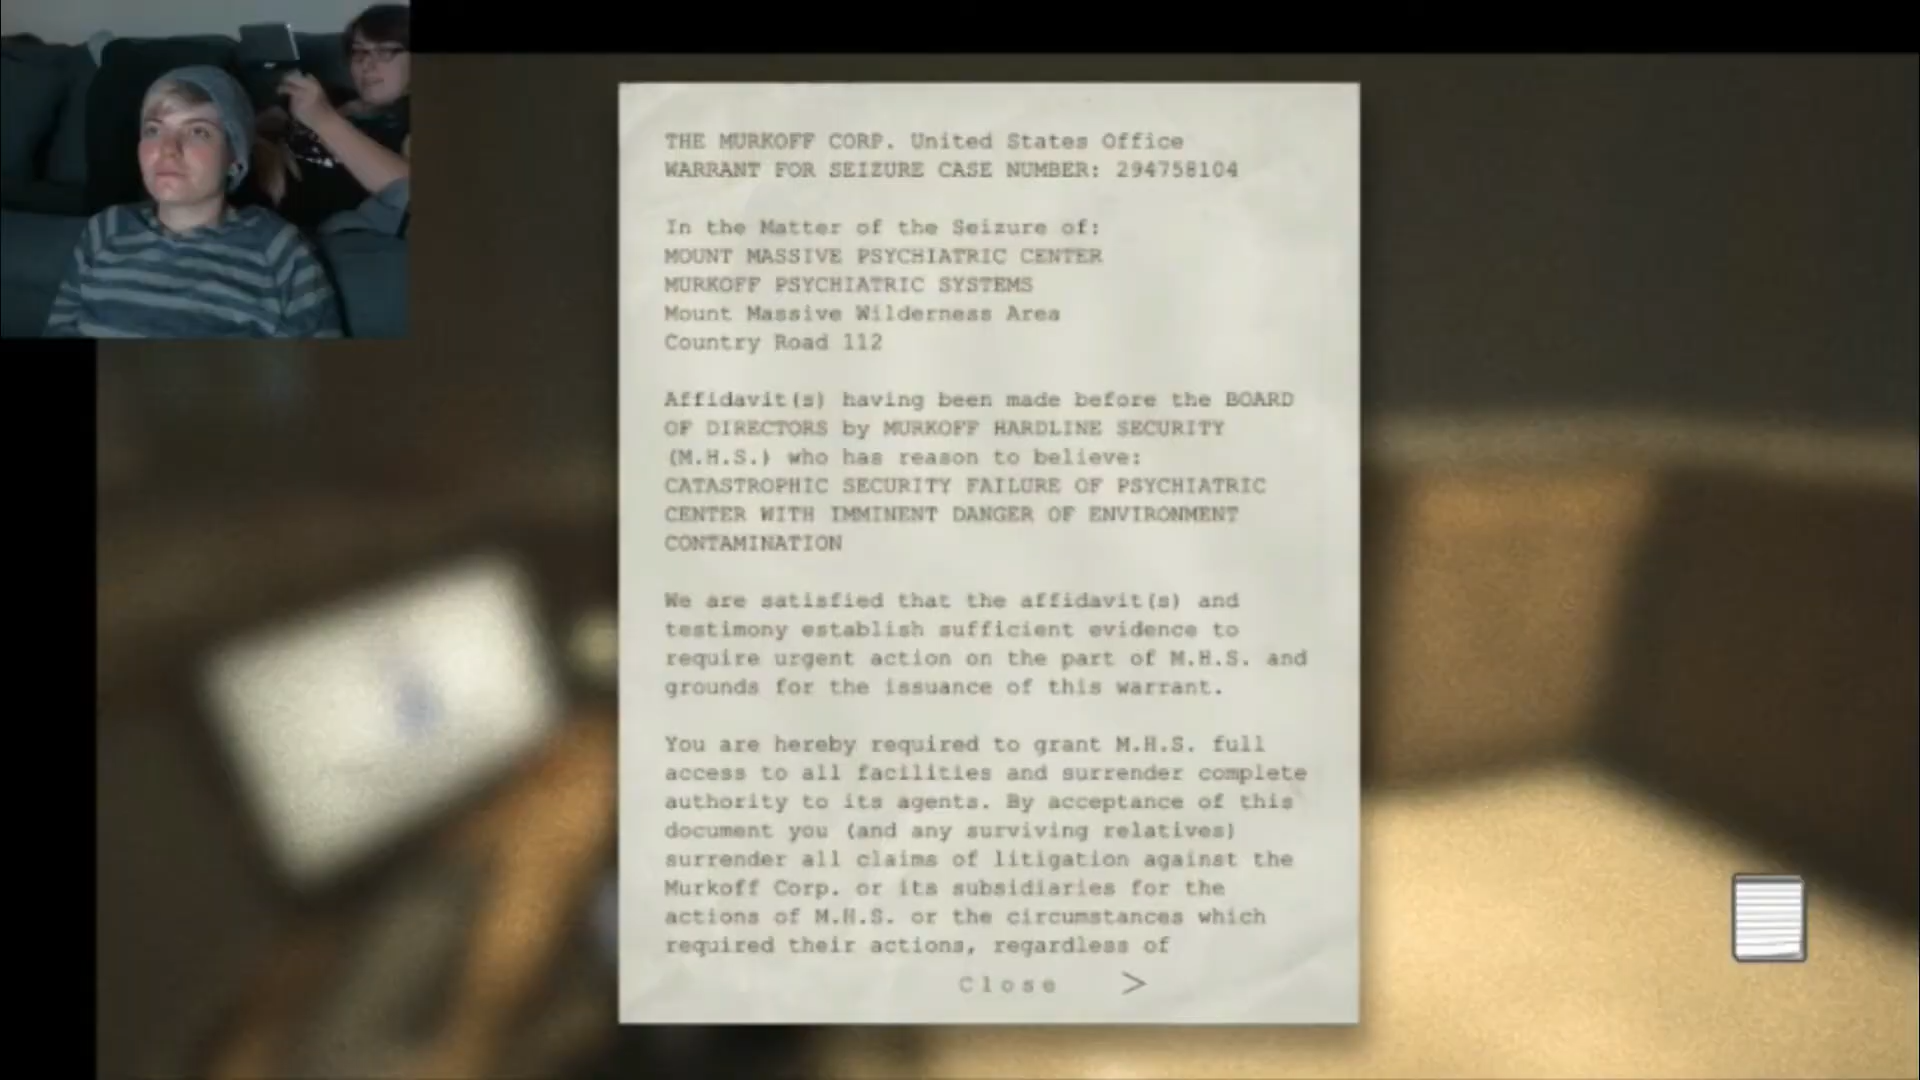 THE MURKOFF CORP. United States Office
WARRANT FOR SEIZURE CASE NUMBER: 294758104
In the Matter of the Seizure of:
MOUNT MASSIVE PSYCHIATRIC CENTER
MURKOFF PSYCHIATRIC SYSTEMS
Mount Massive Wilderness Area
Country Road 112
Affidavit(s) having been made before the BOARD
OF DIRECTORS by MURKOFF HARDLINE SECURITY
(M.H.S.) who has reason to believe:
CATASTROPHIC SECURITY FAILURE OF PSYCHIATRIC
CENTER WITH IMMINENT DANGER OF ENVIRONMENT
CONTAMINATION
We are satisfied that the affidavit(s) and
testimony establish sufficient evidence to
require urgent action on the part of M.H.S. and
grounds for the issuance of this warrant.
You are hereby required to grant M.H.S. full
access to all facilities and surrender complete
authority to its agents. By acceptance of this
document you (and any surviving relatives)
surrender all claims of litigation against the
Murkoff Corp. or its subsidiaries for the
actions of M.H.S. or the circumstances which
required their actions, regardless of
Close >